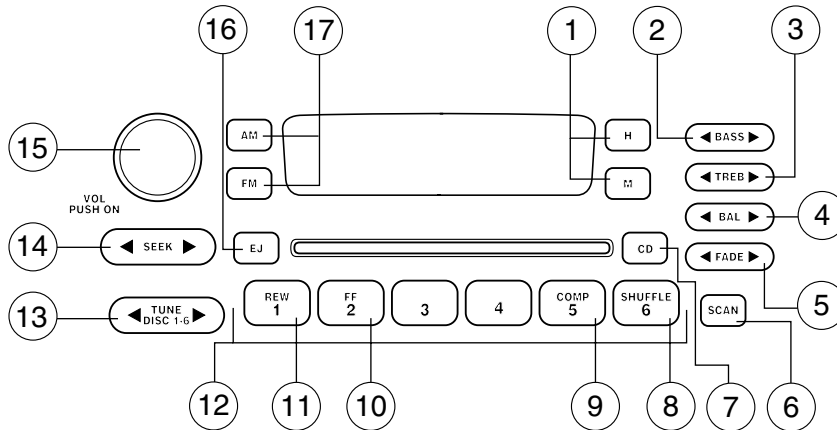 16
17
1
2
3
AM
H
◀ BASS ▶
15
FM
M
◀ TREB ▶
VOL
PUSH ON
◀ BAL ▶
4
14
◀ SEEK ▶
EJ
CD
◀ FADE ▶
5
13
◀ TUNE ▶
DISC 1-6
REW
1
FF
2
3
4
COMP
5
SHUFFLE
6
SCAN
12
11
10
9
8
7
6